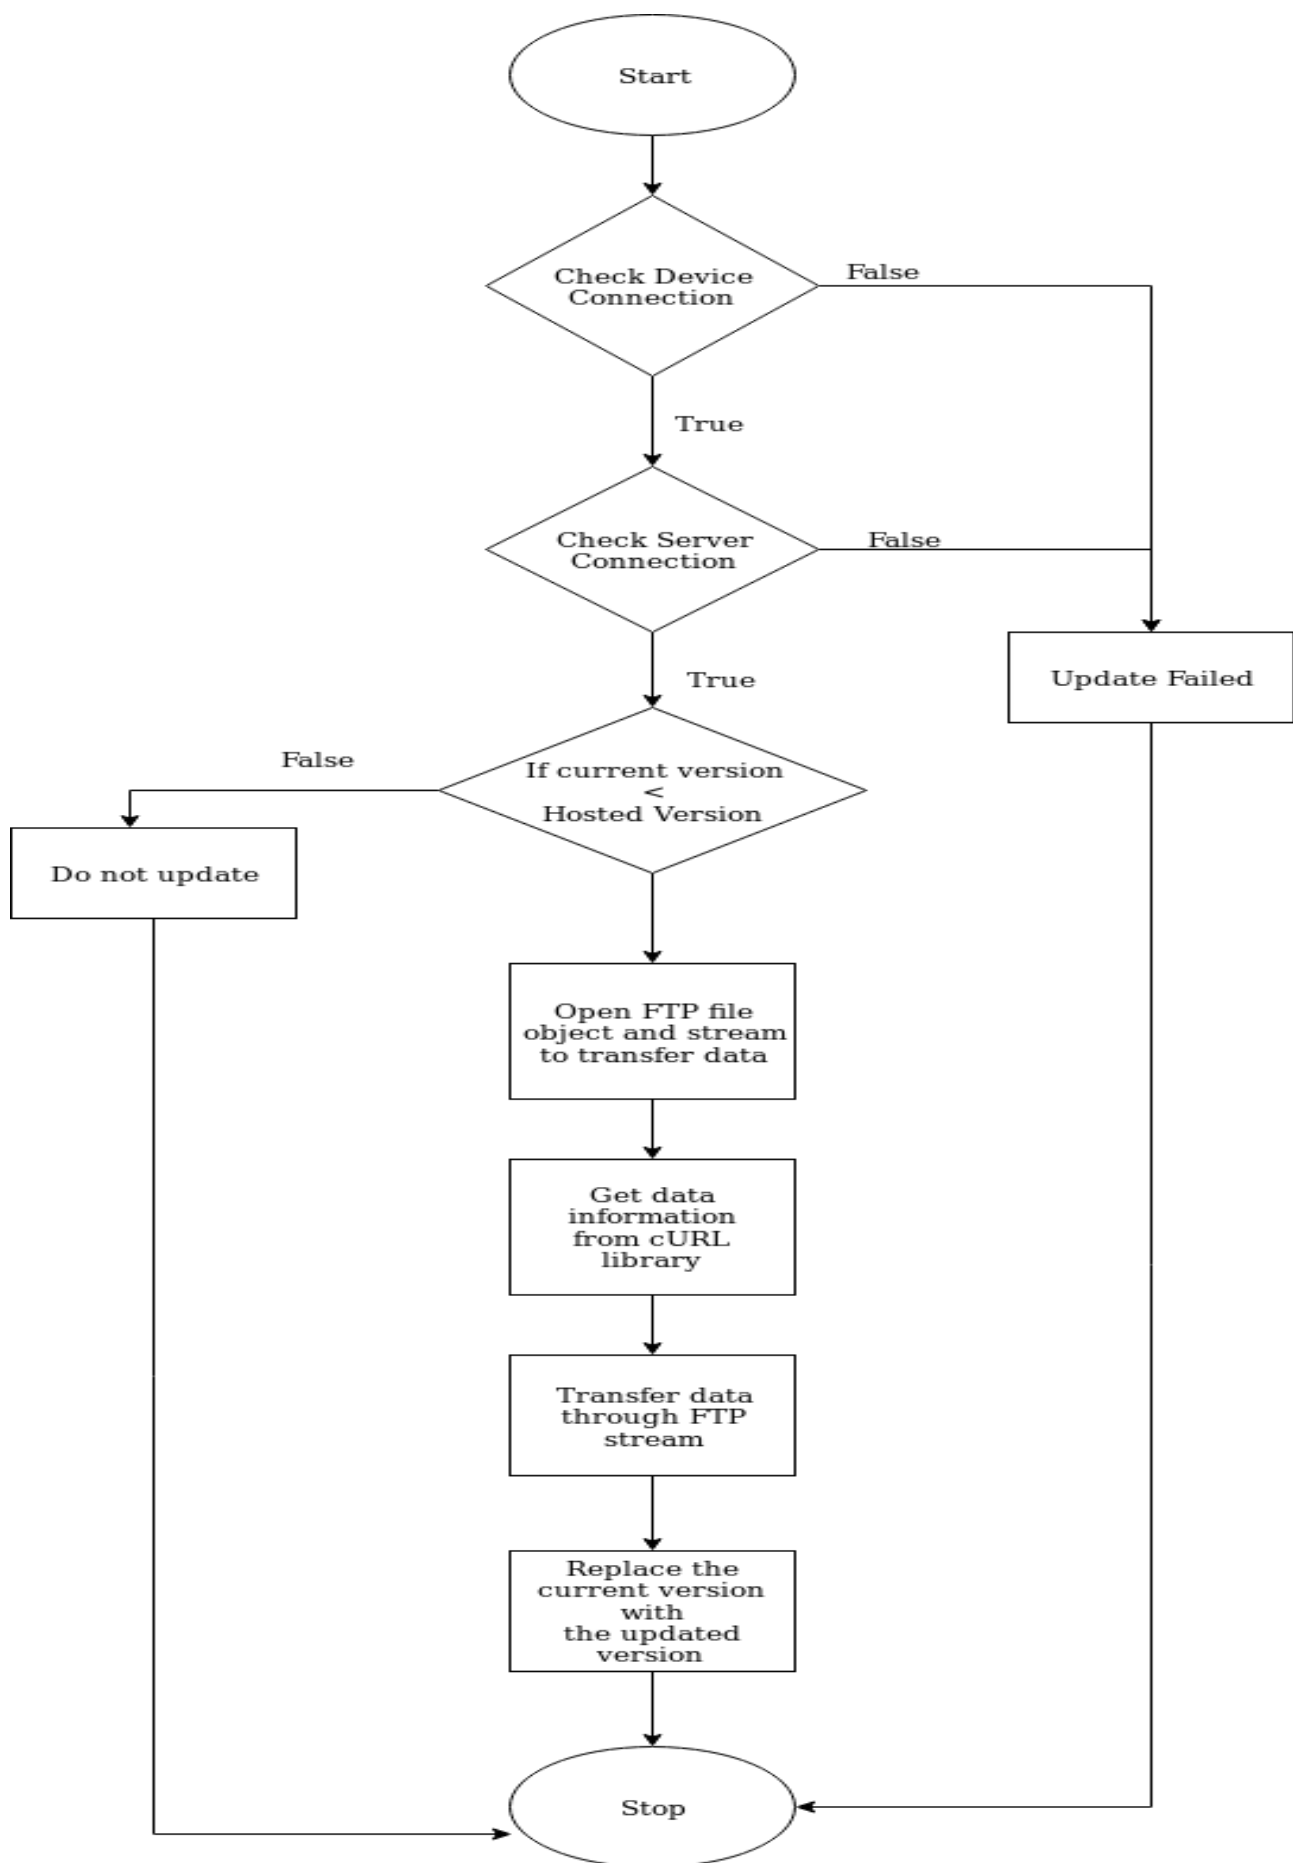 Start
Check Device
Connection
False
True
Check Server
Connection
False
True
Update Failed
False
If current version
<
Hosted Version
Do not update
Open FTP file
object and stream
to transfer data
Get data
information
from cURL
library
Transfer data
through FTP
stream
Replace the
current version
with
the updated
version
Stop